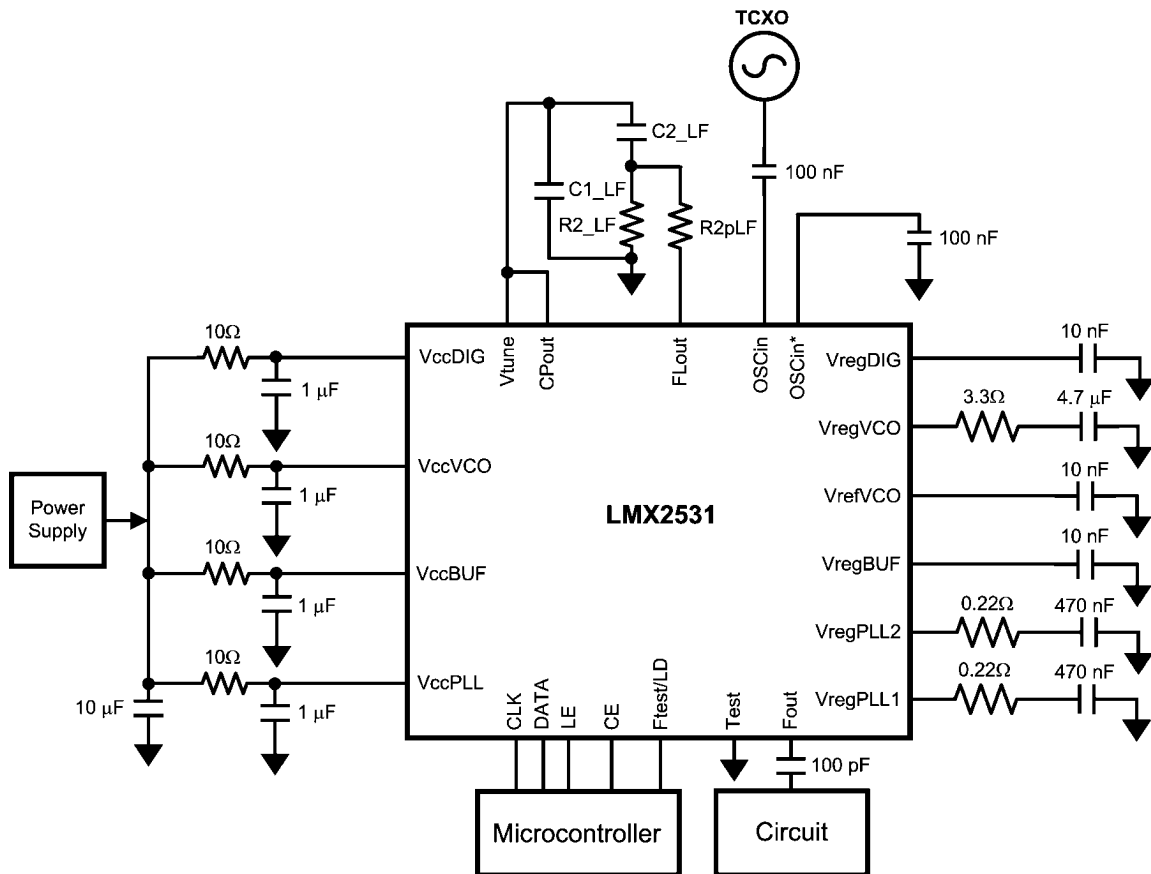 TCXO
100 nF
C2_LF
C1_LF
R2_LF
R2pLF
100 nF
Vtune
CPout
FLout
OSCin
OSCin*
10Ω
VccDIG
1 μF
10Ω
VccVCO
1 μF
Power
Supply
10Ω
VccBUF
1 μF
10Ω
VccPLL
10 μF
1 μF
LMX2531
VregDIG
10 nF
VregVCO
3.3Ω
4.7 μF
VrefVCO
10 nF
VregBUF
10 nF
VregPLL2
0.22Ω
470 nF
VregPLL1
0.22Ω
470 nF
CLK
DATA
LE
CE
Ftest/LD
Test
Fout
100 pF
Microcontroller
Circuit